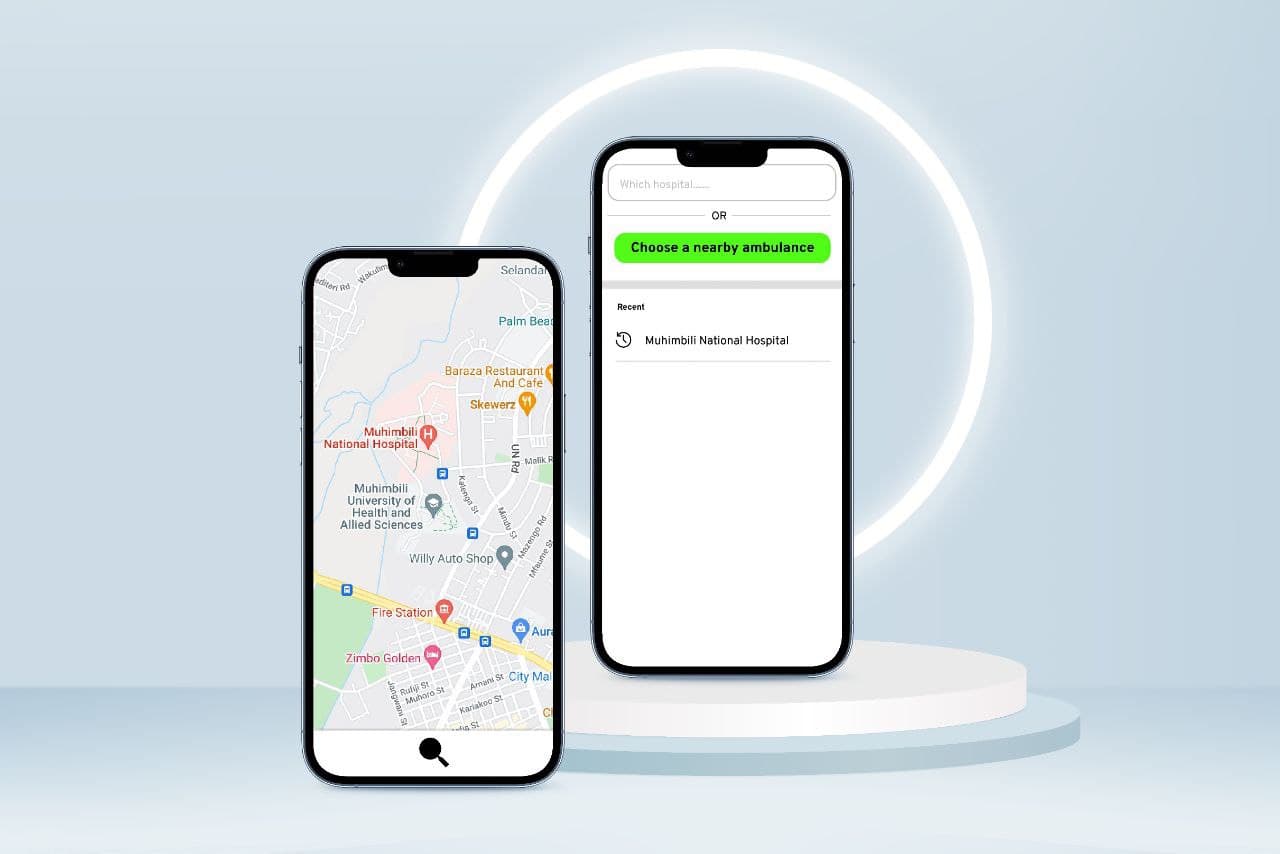 Wakulima
Selandar
Palm Bea
Baraza Restaurant
And Cafe
Skewerz
Muhimbili
National Hospital
UN Rd
Malik R
Kalenga St
Muhimbili
University of
Health and
Allied Sciences
Mindu St
Mazengo Rd
Mfaume St
Willy Auto Shop
Fire Station
Aura
Zimbo Golden
City Mal
Amani St
Rufiji St
Muhoro St
Jangwani St
Kariakoo St
Which hospital......
OR
Choose a nearby ambulance
Recent
Muhimbili National Hospital